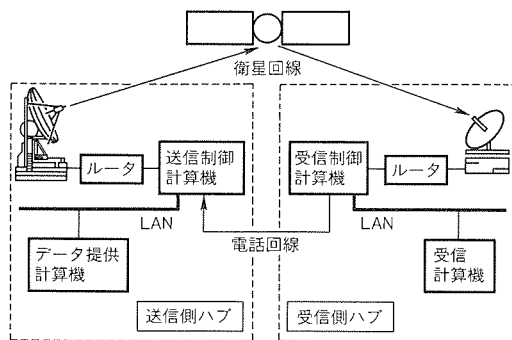 衛星回線
ルータ
送信制御
計算機
受信制御
計算機
ルータ
LAN
LAN
電話回線
データ提供
計算機
受信
計算機
送信側ハブ
受信側ハブ